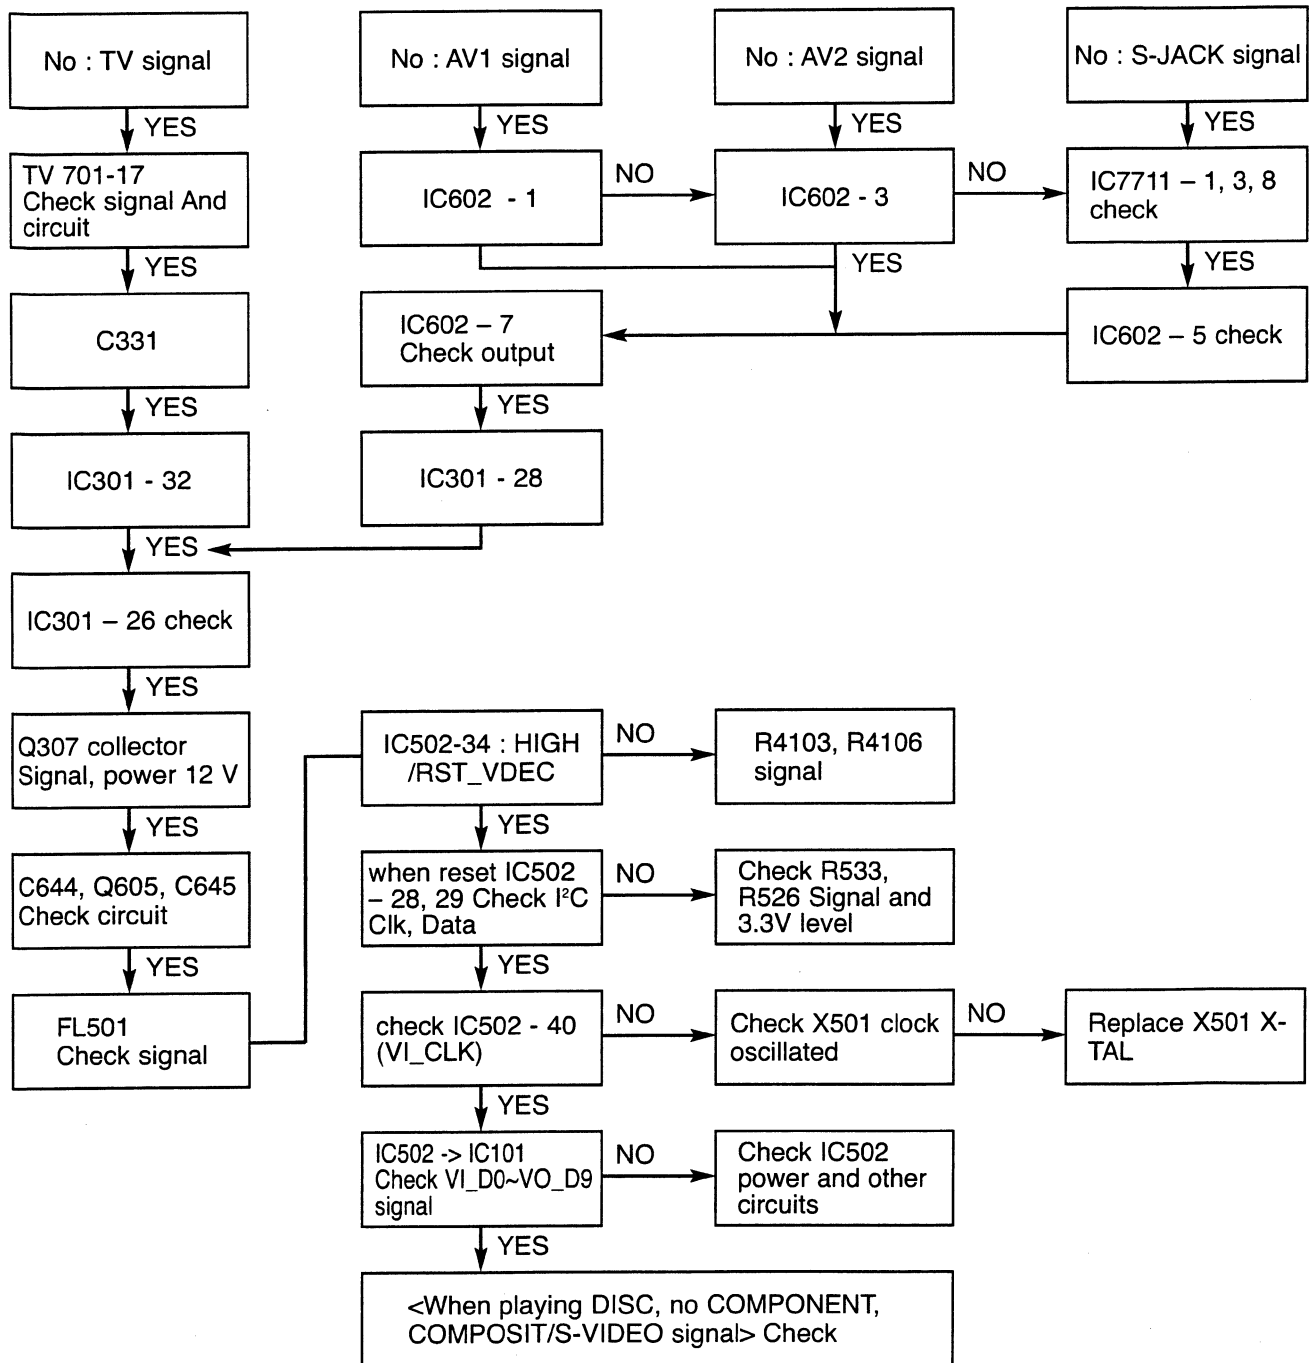 No : TV signal
YES
TV 701-17
Check signal And
circuit
YES
C331
YES
IC301 - 32
YES
IC301 – 26 check
YES
Q307 collector
Signal, power 12 V
YES
C644, Q605, C645
Check circuit
YES
FL501
Check signal
No : AV1 signal
YES
IC602 - 1
NO
No : AV2 signal
YES
IC602 - 3
NO
YES
No : S-JACK signal
YES
IC7711 – 1, 3, 8
check
YES
IC602 – 5 check
IC602 – 7
Check output
YES
IC301 - 28
IC502-34 : HIGH
/RST_VDEC
NO
R4103, R4106
signal
YES
when reset IC502
– 28, 29 Check I²C
Clk, Data
NO
Check R533,
R526 Signal and
3.3V level
YES
check IC502 - 40
(VI_CLK)
NO
Check X501 clock
oscillated
NO
Replace X501 X-
TAL
YES
IC502 -> IC101
Check VI_D0~VO_D9
signal
NO
Check IC502
power and other
circuits
YES
<When playing DISC, no COMPONENT,
COMPOSIT/S-VIDEO signal> Check